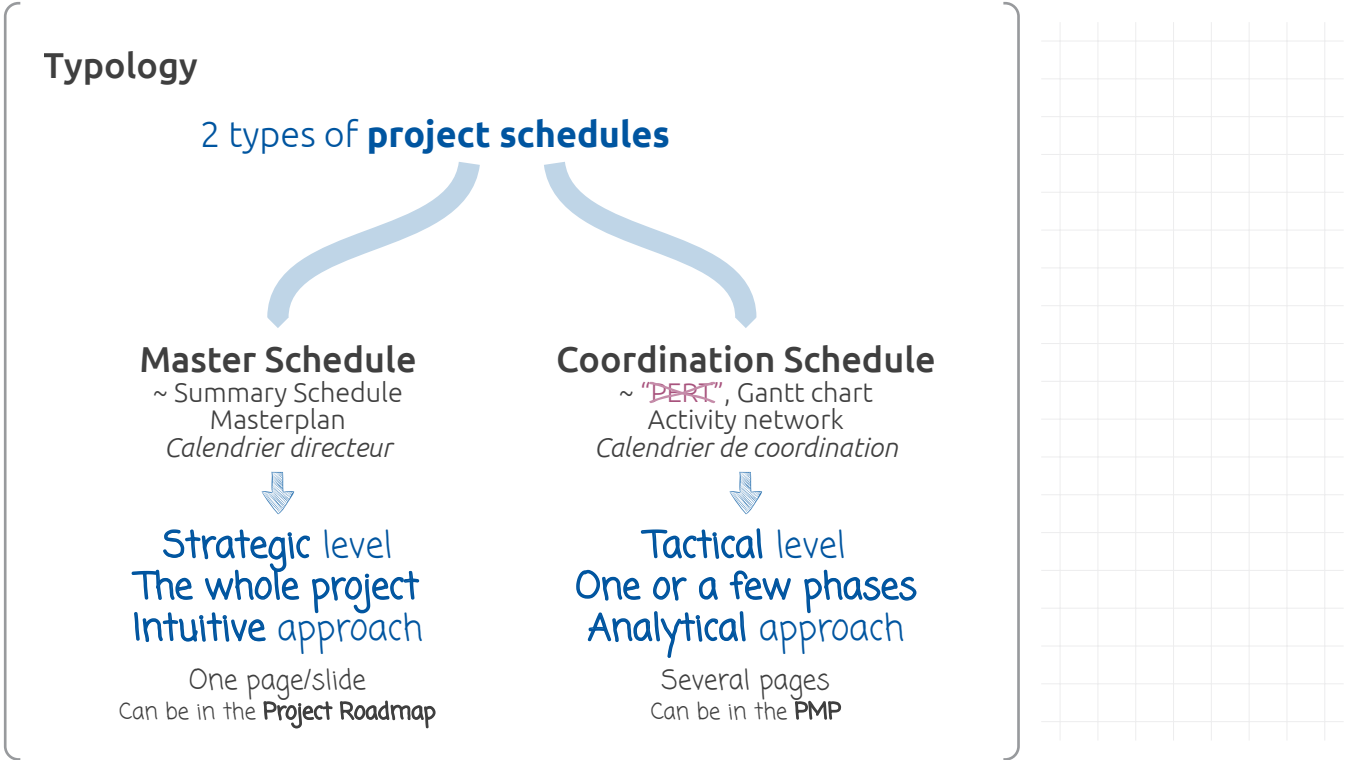 Typology
2 types of project schedules
Master Schedule
~ Summary Schedule
Masterplan
Calendrier directeur
Strategic level
The whole project
Intuitive approach
One page/slide
Can be in the Project Roadmap
Coordination Schedule
~ “PERT”, Gantt chart
Activity network
Calendrier de coordination
Tactical level
One or a few phases
Analytical approach
Several pages
Can be in the PMP